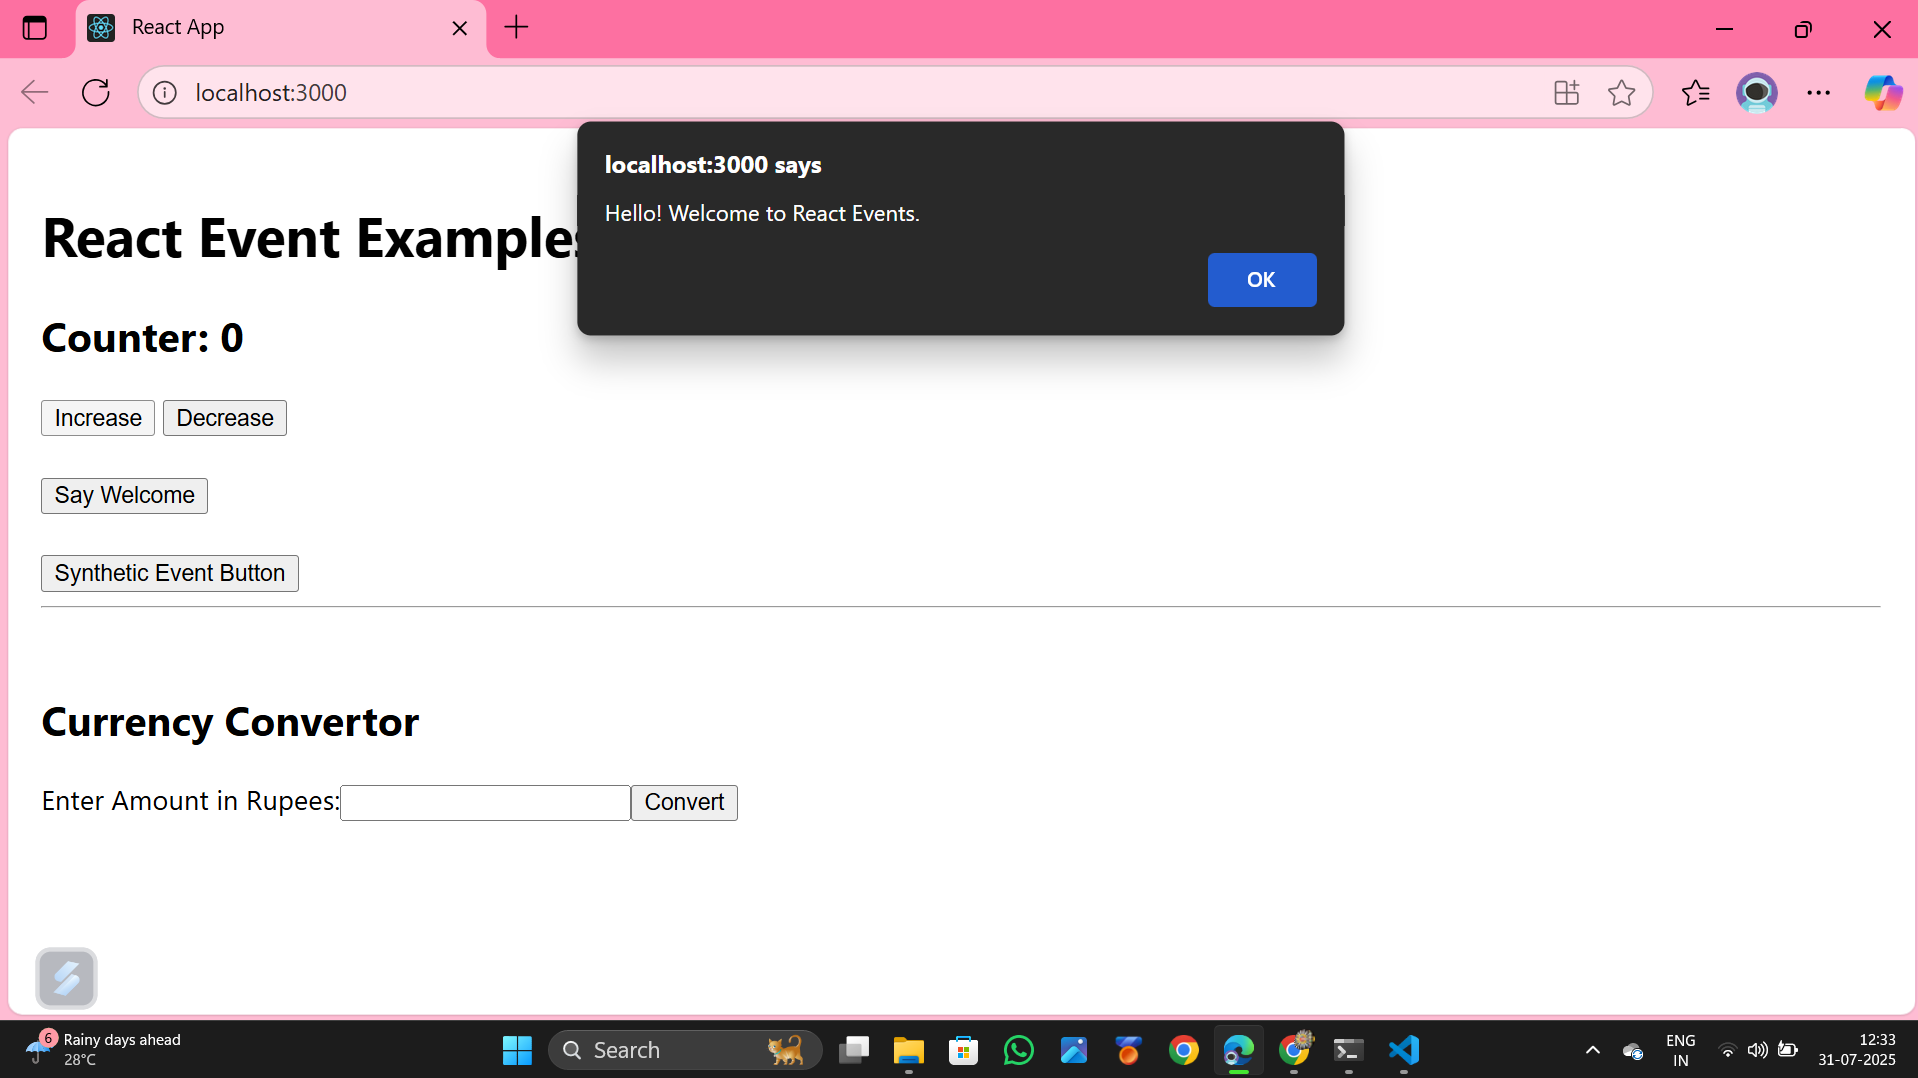 React App
localhost:3000
localhost:3000 says
Hello! Welcome to React Events.
OK
React Event Examples
Counter: 0
Increase Decrease
Say Welcome
Synthetic Event Button
Currency Convertor
Enter Amount in Rupees: Convert
6
Rainy days ahead
28°C
Search
ENG
IN
12:33
31-07-2025